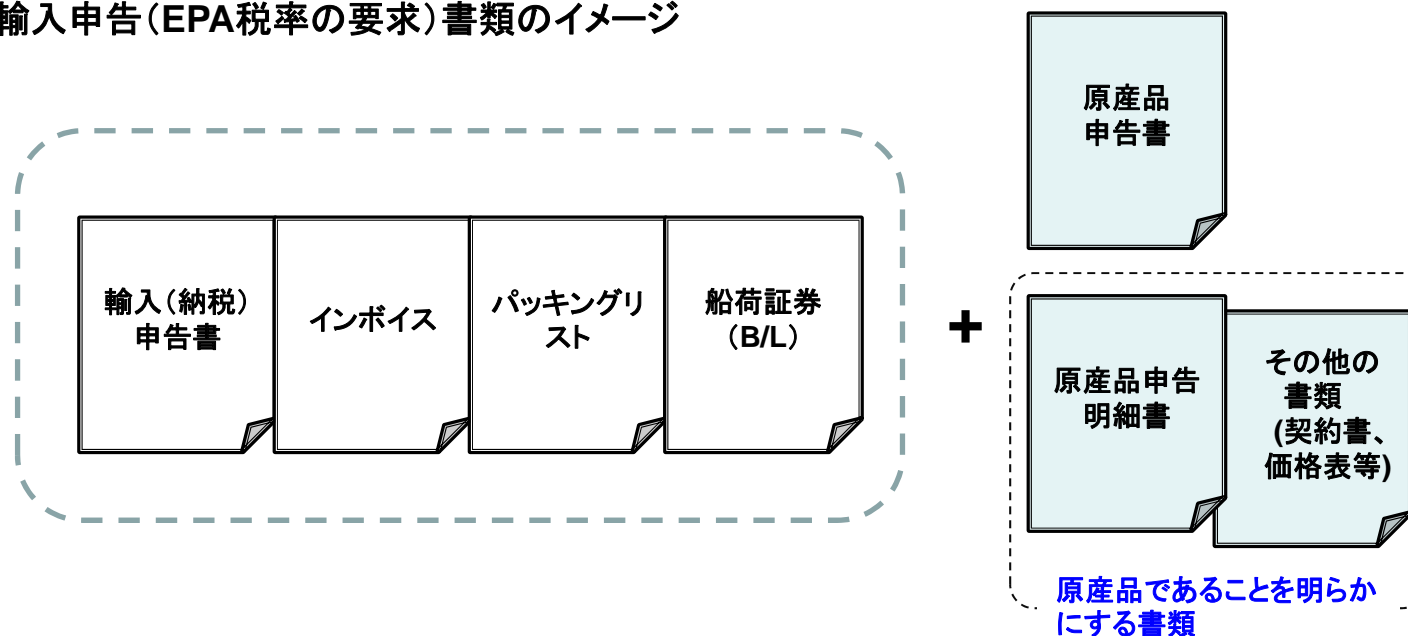 輸入申告（EPA税率の要求）書類のイメージ
原産品
申告書
輸入（納税）
申告書
インボイス
パッキングリ
スト
船荷証券
（B/L）
+
原産品申告
明細書
その他の
書類
(契約書、
価格表等)
原産品であることを明らか
にする書類